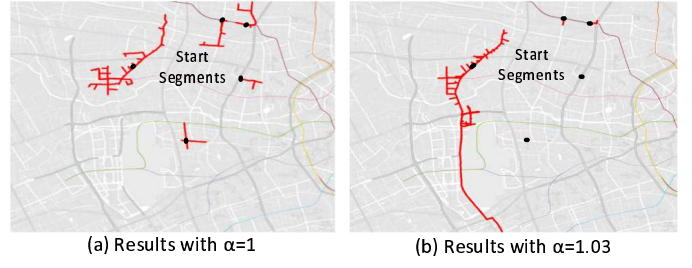 Start
Segments
Start
Segments
(a) Results with α=1
(b) Results with α=1.03